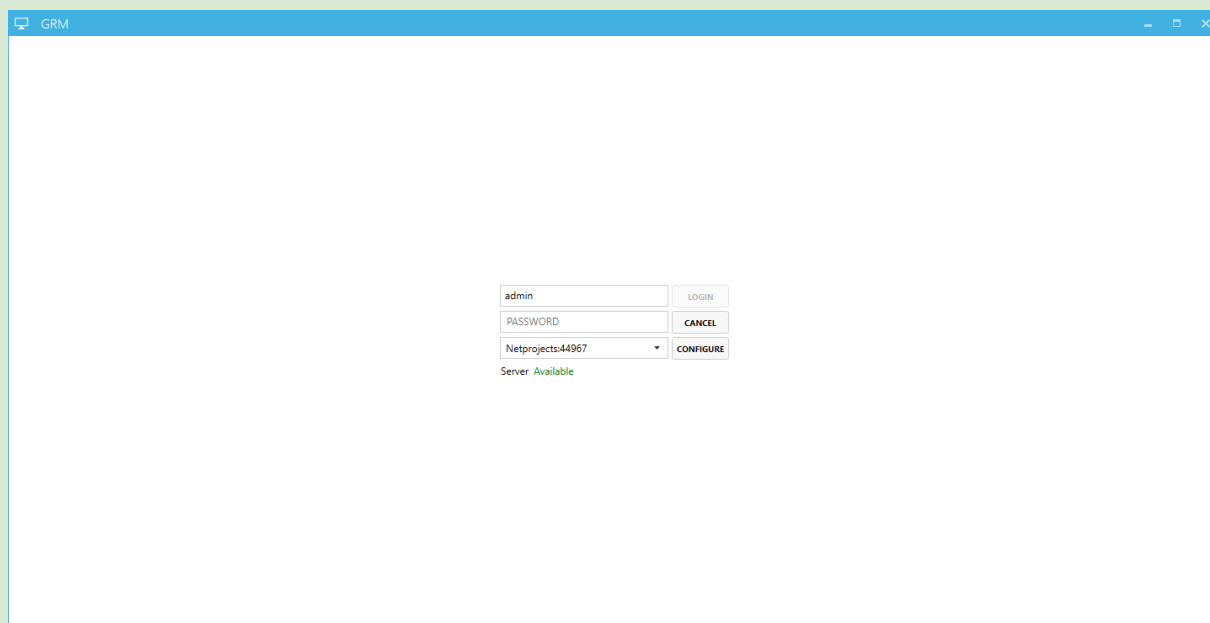 GRM
admin LOGIN
PASSWORD CANCEL
Netprojects:44967 CONFIGURE
Server Available